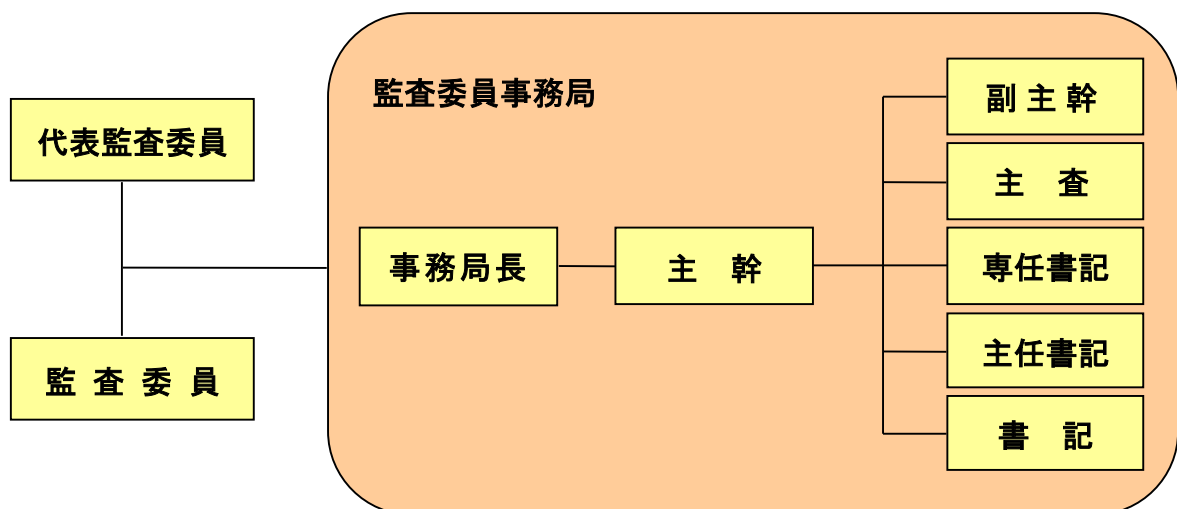 代表監査委員
監査委員
監査委員事務局
事務局長
主幹
副主幹
主査
専任書記
主任書記
書記